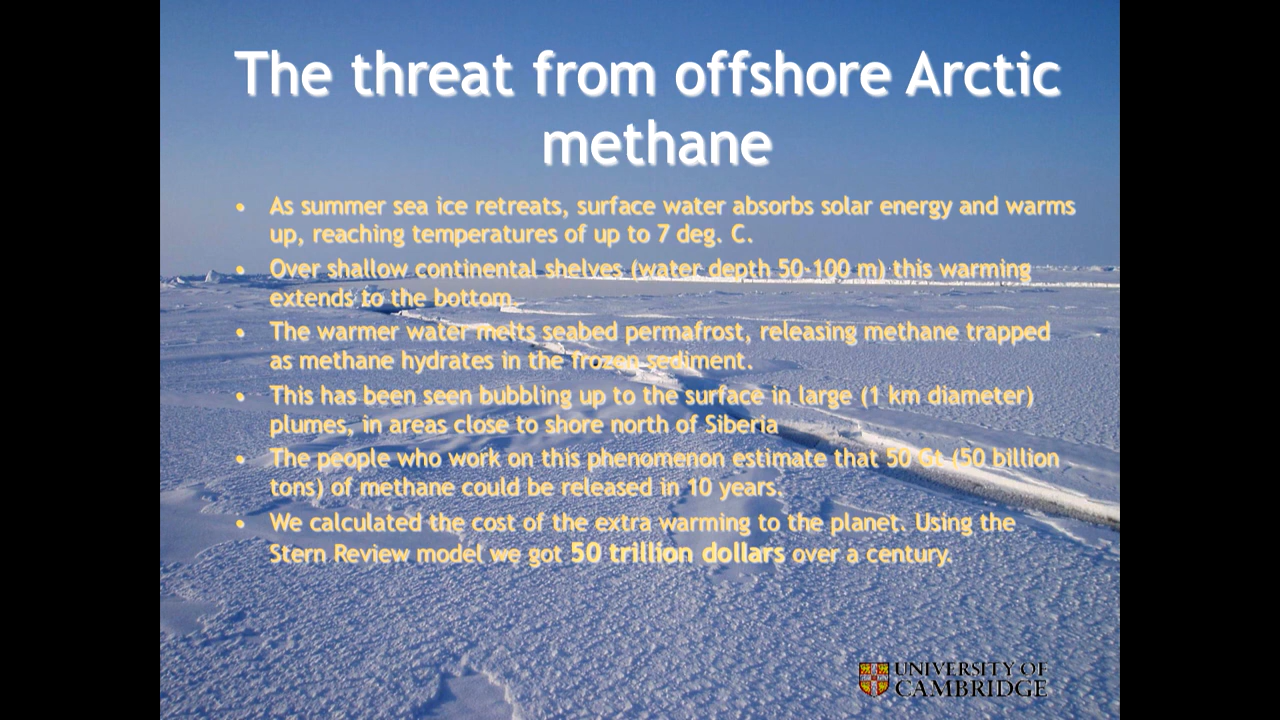 The threat from offshore Arctic
methane
• As summer sea ice retreats, surface water absorbs solar energy and warms
up, reaching temperatures of up to 7 deg. C.
• Over shallow continental shelves (water depth 50-100 m) this warming
extends to the bottom.
• The warmer water melts seabed permafrost, releasing methane trapped
as methane hydrates in the frozen sediment.
• This has been seen bubbling up to the surface in large (1 km diameter)
plumes, in areas close to shore north of Siberia
• The people who work on this phenomenon estimate that 50 Gt (50 billion
tons) of methane could be released in 10 years.
• We calculated the cost of the extra warming to the planet. Using the
Stern Review model we got 50 trillion dollars over a century.
UNIVERSITY OF
CAMBRIDGE